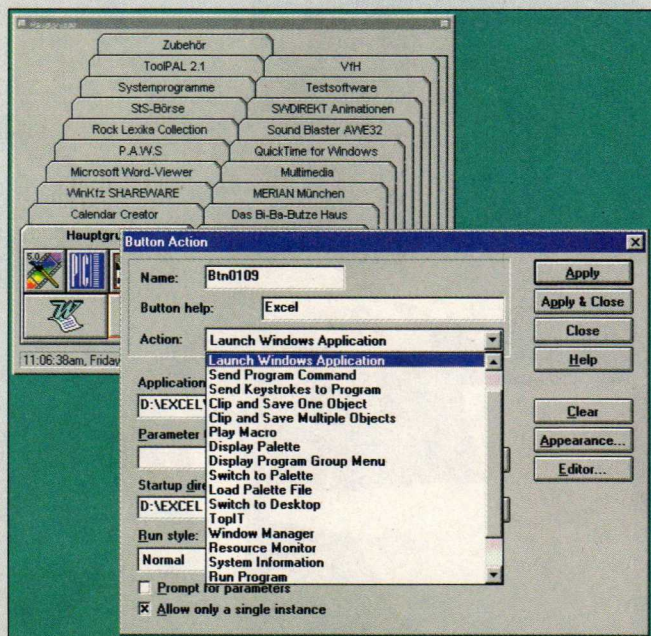 Hauptgruppe
Zubehör
ToolPAL 2.1
VfH
Systemprogramme
Testsoftware
StS-Börse
SWDIREKT Animationen
Rock Lexika Collection
Sound Blaster AWE32
P.A.W.S
QuickTime for Windows
Microsoft Word-Viewer
Multimedia
WinKfz SHAREWARE
MERIAN München
Calendar Creator
Das Bi-Ba-Butze Haus
Hauptgru
5.0
11:06:38am, Friday
Button Action
Name: Btn0109
Button help: Excel
Action: Launch Windows Application
Launch Windows Application
Send Program Command
Send Keystrokes to Program
Clip and Save One Object
Clip and Save Multiple Objects
Play Macro
Display Palette
Display Program Group Menu
Switch to Palette
Load Palette File
Switch to Desktop
TopIT
Window Manager
Resource Monitor
System Information
Run Program
Application
D:\EXCEL\
Parameter
Startup dire
D:\EXCEL
Run style:
Normal
Prompt for parameters
Allow only a single instance
Apply
Apply & Close
Close
Help
Clear
Appearance...
Editor...